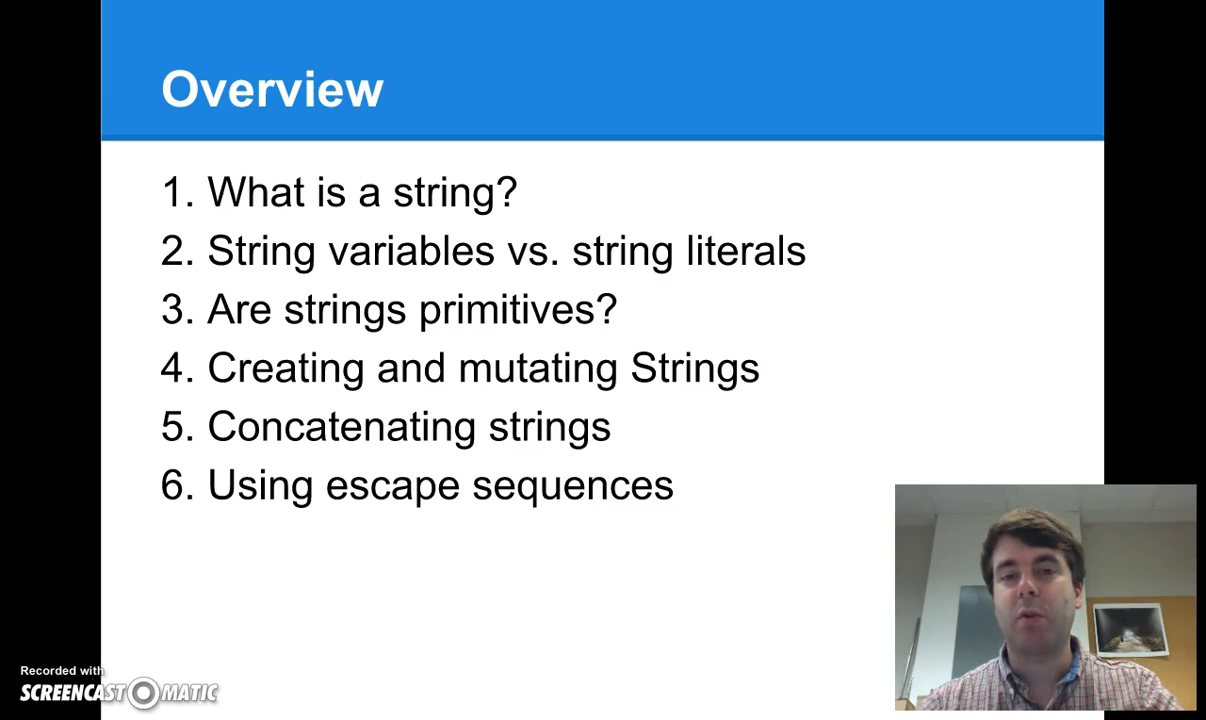 Overview
1. What is a string?
2. String variables vs. string literals
3. Are strings primitives?
4. Creating and mutating Strings
5. Concatenating strings
6. Using escape sequences
Recorded with
SCREENCAST-O-MATIC